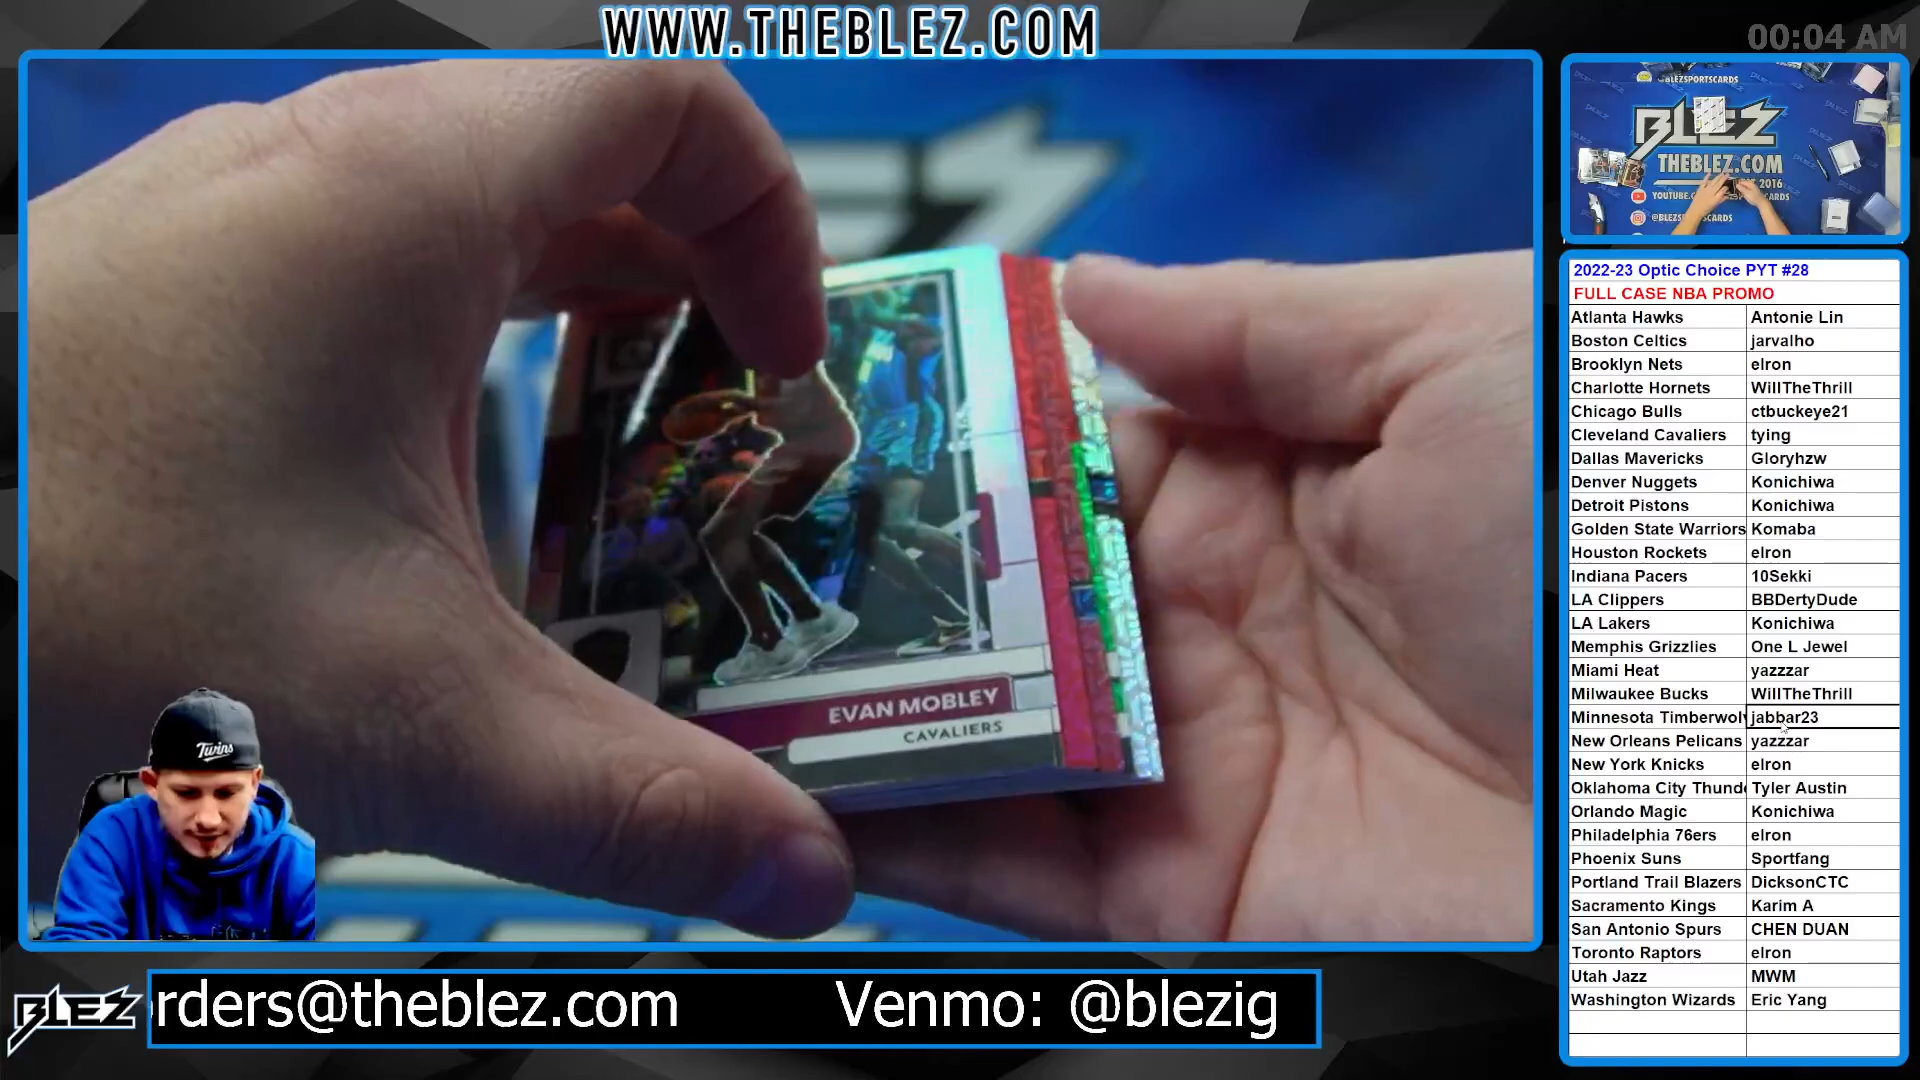 WWW.THEBLEZ.COM
00:04 AM
@BLEZSPORTSCARDS
BLEZ
THEBLEZ.COM
2016
2022-23 Optic Choice PYT #28
FULL CASE NBA PROMO
Atlanta Hawks Antonie Lin
Boston Celtics jarvalho
Brooklyn Nets elron
Charlotte Hornets WillTheThrill
Chicago Bulls ctbuckeye21
Cleveland Cavaliers tying
Dallas Mavericks Gloryhzw
Denver Nuggets Konichiwa
Detroit Pistons Konichiwa
Golden State Warriors Komaba
Houston Rockets elron
Indiana Pacers 10Sekki
LA Clippers BBDertyDude
LA Lakers Konichiwa
Memphis Grizzlies One L Jewel
Miami Heat yazzzar
Milwaukee Bucks WillTheThrill
Minnesota Timberwolv jabbar23
New Orleans Pelicans yazzzar
New York Knicks elron
Oklahoma City Thunde Tyler Austin
Orlando Magic Konichiwa
Philadelphia 76ers elron
Phoenix Suns Sportfang
Portland Trail Blazers DicksonCTC
Sacramento Kings Karim A
San Antonio Spurs CHEN DUAN
Toronto Raptors elron
Utah Jazz MWM
Washington Wizards Eric Yang
EVAN MOBLEY
CAVALIERS
Twins
BLEZ
rders@theblez.com Venmo: @blezig